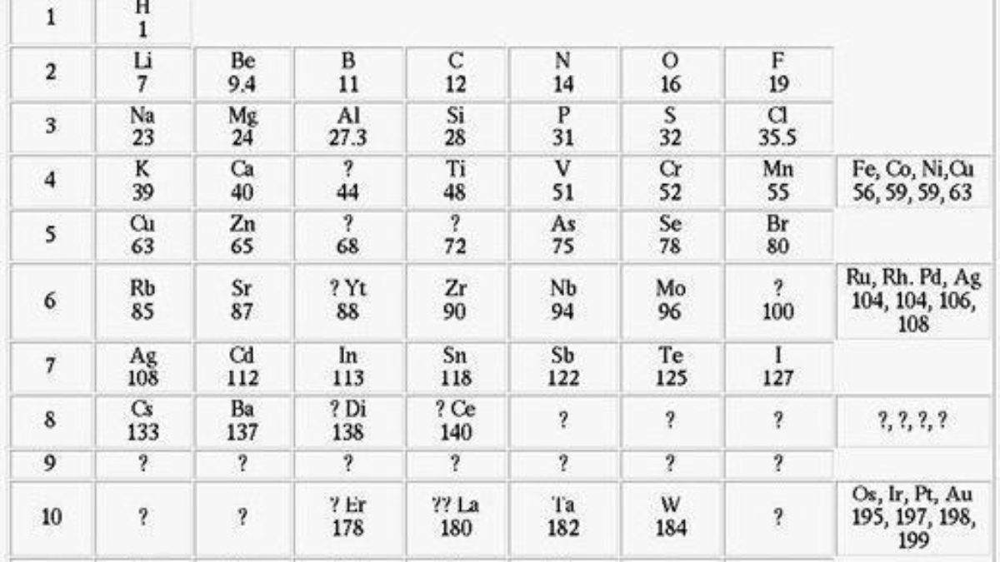 1 H
1
2 Li Be B C N O F
7 9.4 11 12 14 16 19
3 Na Mg Al Si P S Cl
23 24 27.3 28 31 32 35.5
4 K Ca ? Ti V Cr Mn Fe, Co, Ni,Cu
39 40 44 48 51 52 55 56, 59, 59, 63
5 Cu Zn ? ? As Se Br
63 65 68 72 75 78 80
6 Rb Sr ? Yt Zr Nb Mo ? Ru, Rh. Pd, Ag
85 87 88 90 94 96 100 104, 104, 106,
108
7 Ag Cd In Sn Sb Te I
108 112 113 118 122 125 127
8 Cs Ba ? Di ? Ce ? ? ? ?, ?, ?, ?
133 137 138 140
9 ? ? ? ? ? ? ?
10 ? ? ? Er ?? La Ta W ? Os, Ir, Pt, Au
178 180 182 184 195, 197, 198,
199